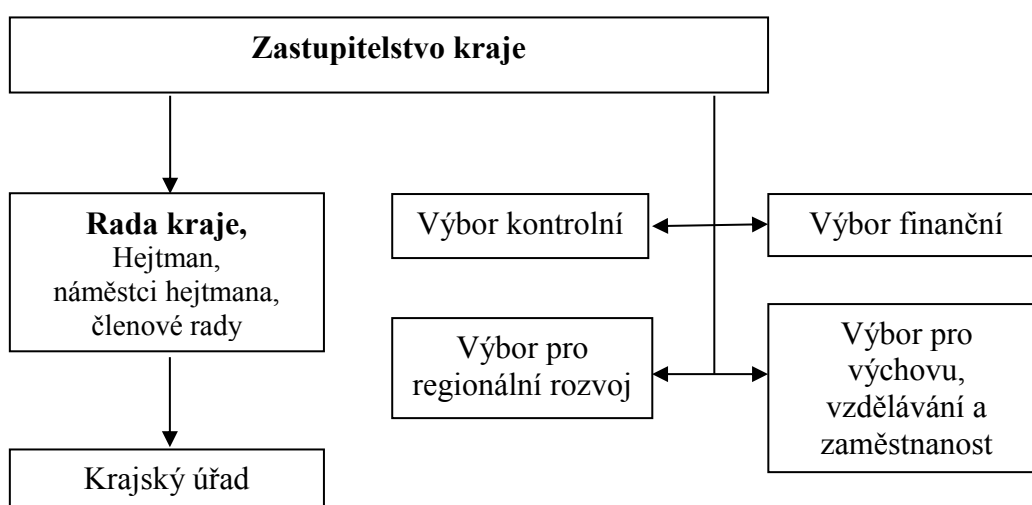 Zastupitelstvo kraje
Rada kraje,
Hejtman,
náměstci hejtmana,
členové rady
Výbor kontrolní
Výbor finanční
Výbor pro
regionální rozvoj
Výbor pro
výchovu,
vzdělávání a
zaměstnanost
Krajský úřad